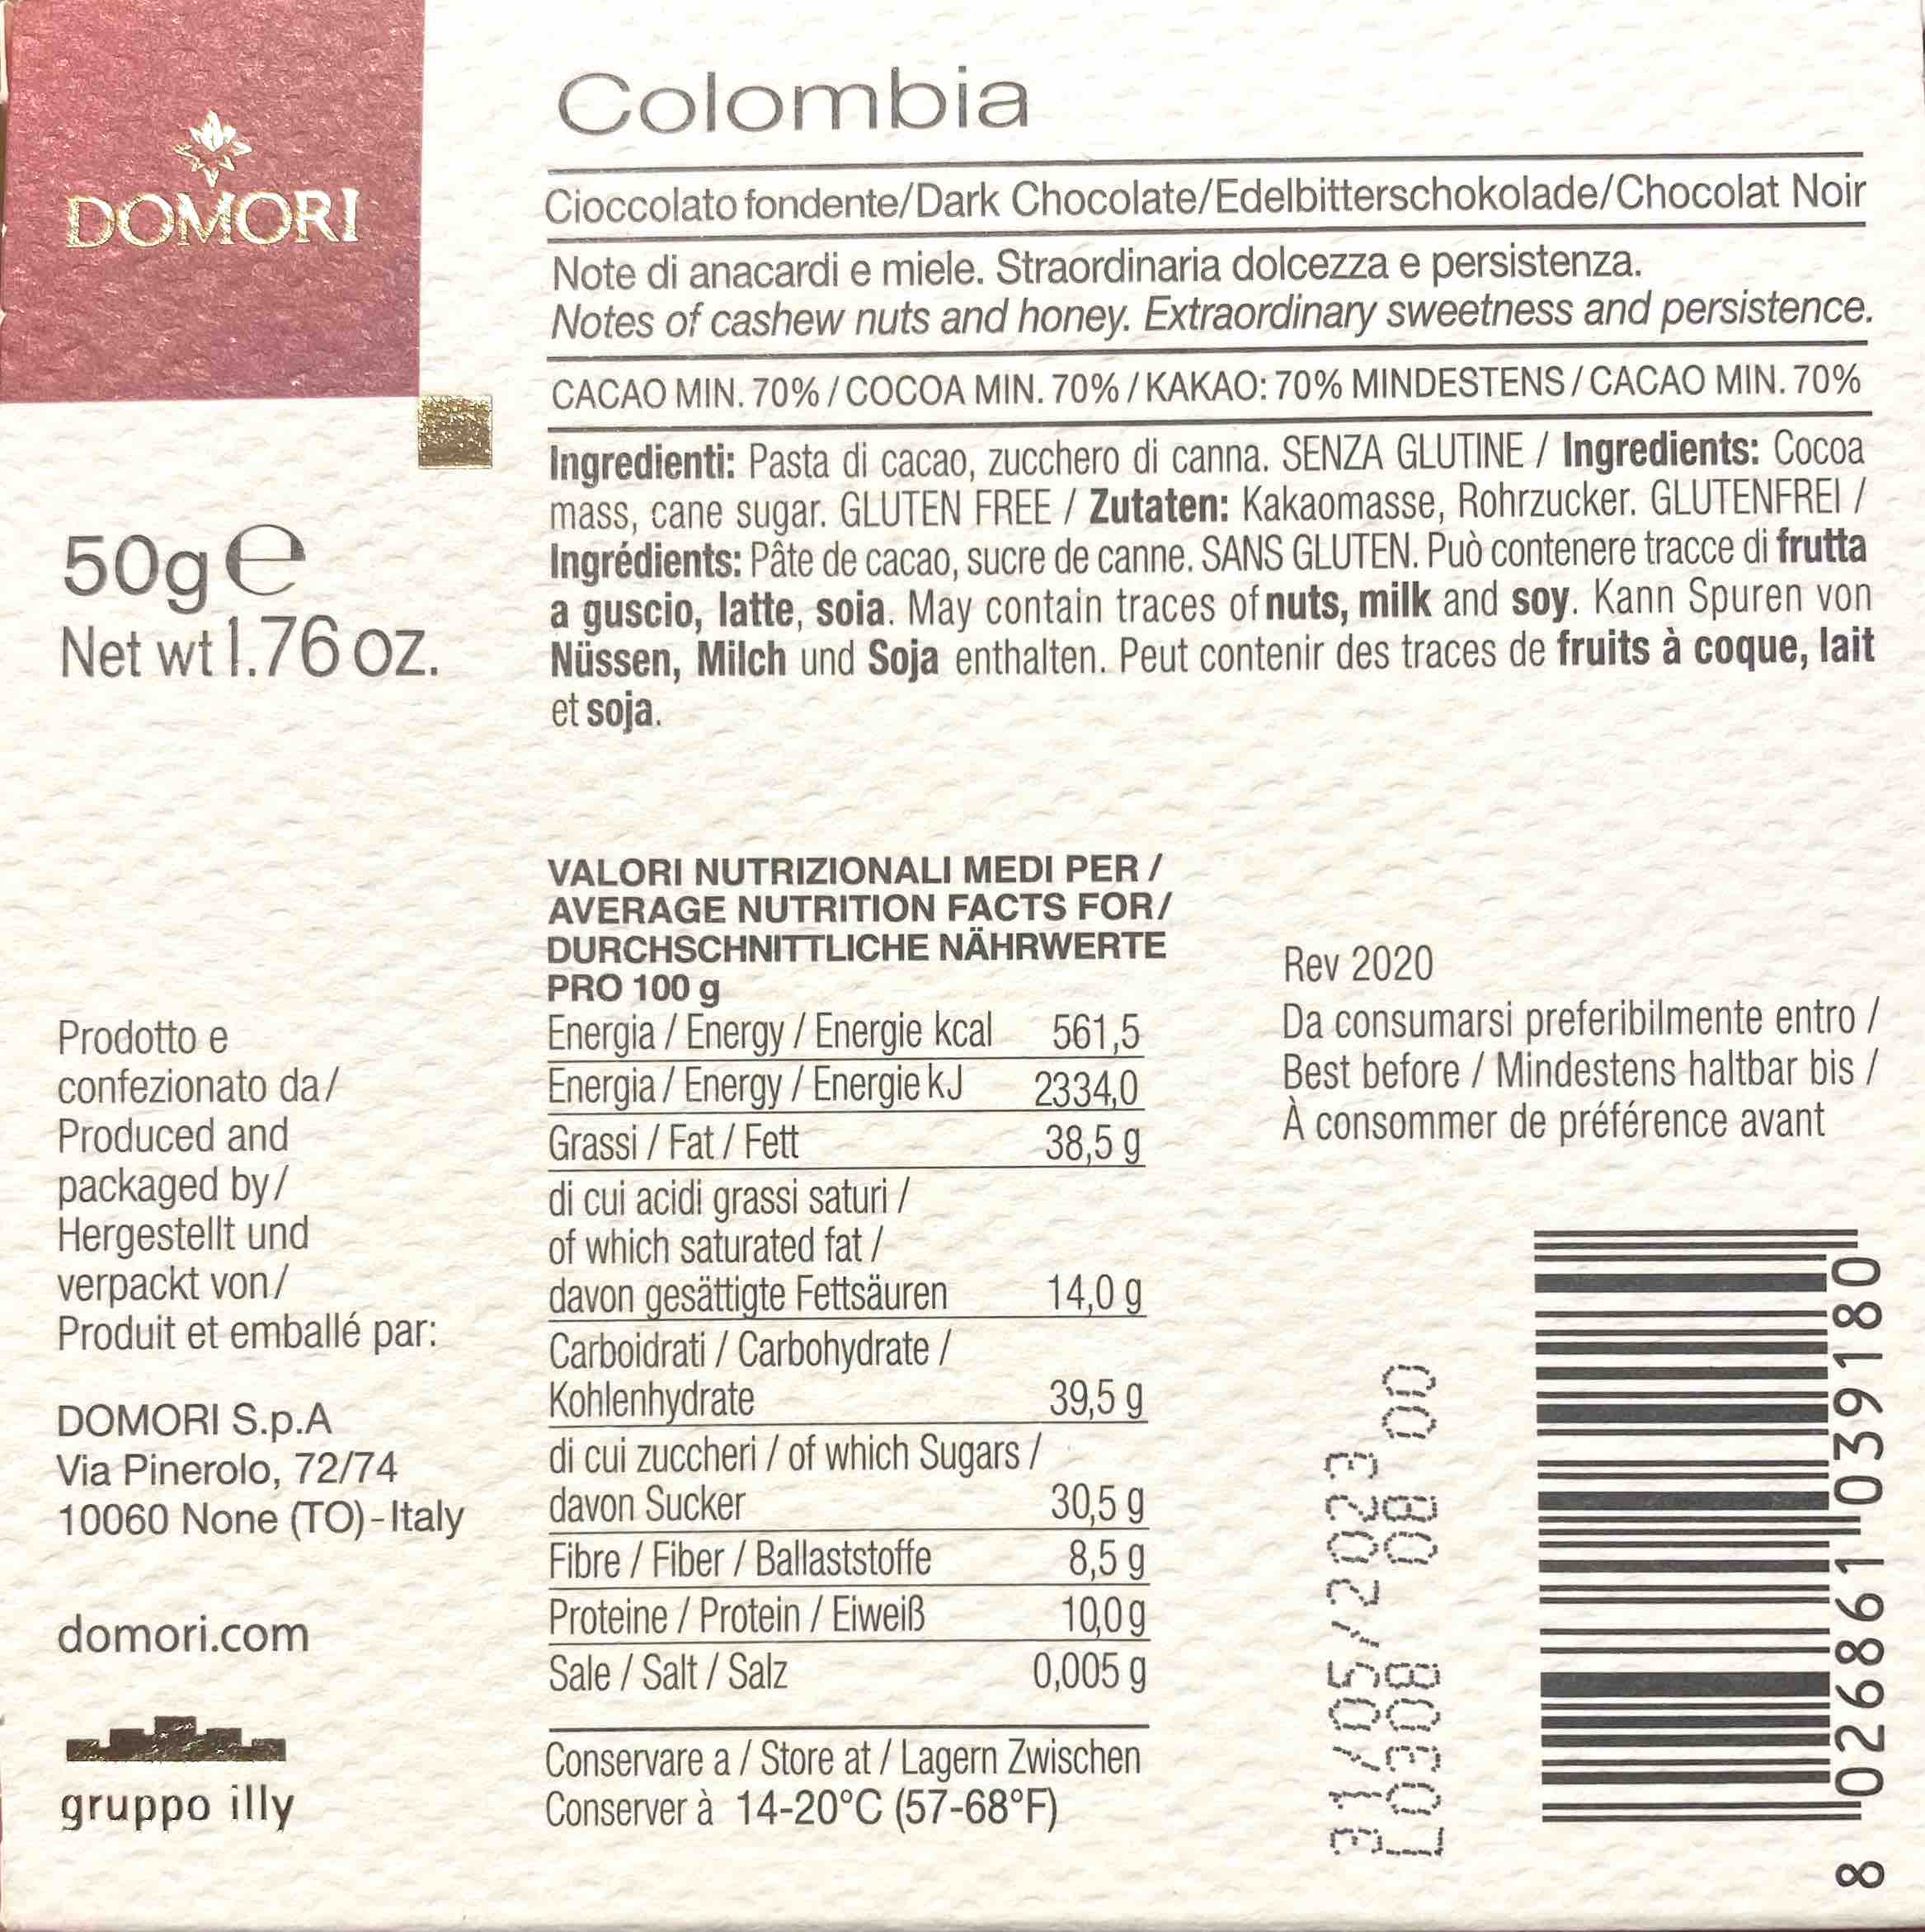 DOMORI
50g e
Net wt 1.76 oz.
Prodotto e
confezionato da/
Produced and
packaged by/
Hergestellt und
verpackt von/
Produit et emballé par:
DOMORI S.p.A
Via Pinerolo, 72/74
10060 None (TO)-Italy
domori.com
gruppo illy
Colombia
Cioccolato fondente/Dark Chocolate/Edelbitterschokolade/Chocolat Noir
Note di anacardi e miele. Straordinaria dolcezza e persistenza.
Notes of cashew nuts and honey. Extraordinary sweetness and persistence.
CACAO MIN. 70% / COCOA MIN. 70% / KAKAO: 70% MINDESTENS / CACAO MIN. 70%
Ingredienti: Pasta di cacao, zucchero di canna. SENZA GLUTINE / Ingredients: Cocoa
mass, cane sugar. GLUTEN FREE / Zutaten: Kakaomasse, Rohrzucker. GLUTENFREI /
Ingrédients: Pâte de cacao, sucre de canne. SANS GLUTEN. Può contenere tracce di frutta
a guscio, latte, soia. May contain traces of nuts, milk and soy. Kann Spuren von
Nüssen, Milch und Soja enthalten. Peut contenir des traces de fruits à coque, lait
et soja.
VALORI NUTRIZIONALI MEDI PER /
AVERAGE NUTRITION FACTS FOR/
DURCHSCHNITTLICHE NÄHRWERTE
PRO 100 g
Energia / Energy / Energie kcal 561,5
Energia / Energy / Energie kJ 2334,0
Grassi / Fat / Fett 38,5 g
di cui acidi grassi saturi /
of which saturated fat /
davon gesättigte Fettsäuren 14,0 g
Carboidrati / Carbohydrate /
Kohlenhydrate 39,5 g
di cui zuccheri / of which Sugars /
davon Sucker 30,5 g
Fibre / Fiber / Ballaststoffe 8,5 g
Proteine / Protein / Eiweiß 10,0 g
Sale / Salt / Salz 0,005 g
Conservare a / Store at / Lagern Zwischen
Conserver à 14-20°C (57-68°F)
Rev 2020
Da consumarsi preferibilmente entro /
Best before / Mindestens haltbar bis /
À consommer de préférence avant
31/05/2023
L0308 08 00
8 026861 039180